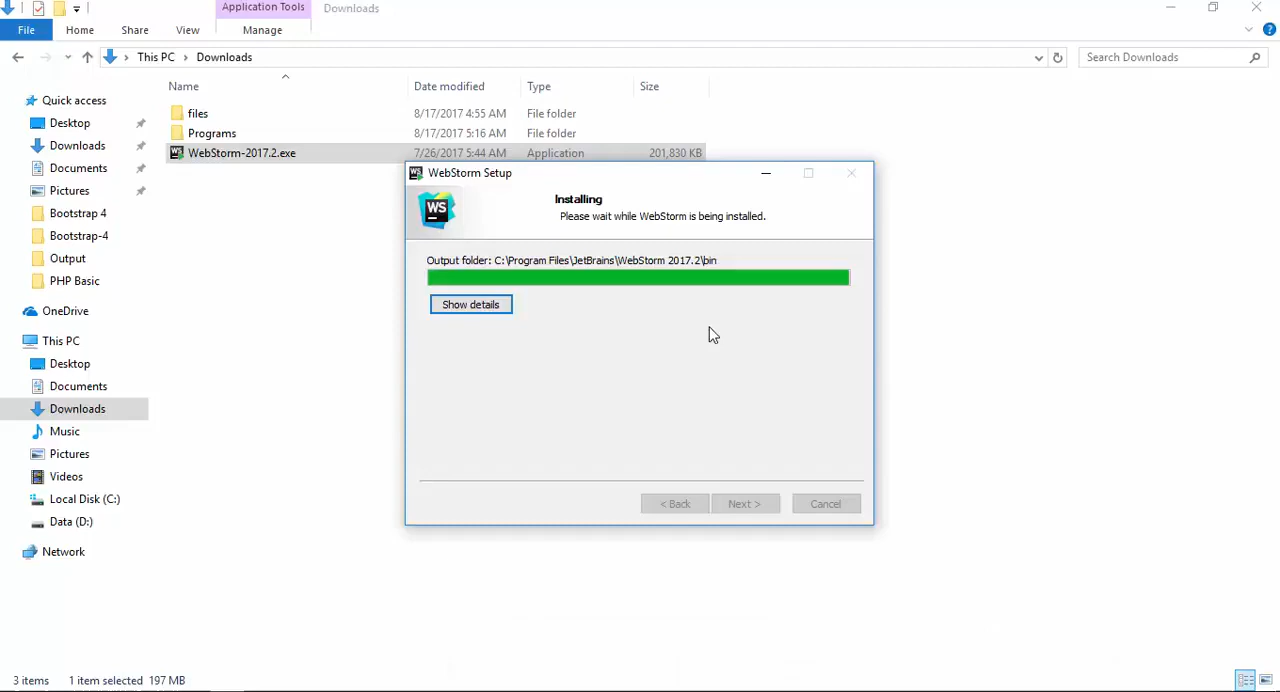 Application Tools
Downloads
File
Home
Share
View
Manage
This PC
Downloads
Search Downloads
Name
Date modified
Type
Size
Quick access
Desktop
Downloads
Documents
Pictures
Bootstrap 4
Bootstrap-4
Output
PHP Basic
OneDrive
This PC
Desktop
Documents
Downloads
Music
Pictures
Videos
Local Disk (C:)
Data (D:)
Network
files 8/17/2017 4:55 AM File folder
Programs 8/17/2017 5:16 AM File folder
WebStorm-2017.2.exe 7/26/2017 5:44 AM Application 201,830 KB
WS WebStorm Setup
WS
Installing
Please wait while WebStorm is being installed.
Output folder: C:\Program Files\JetBrains\WebStorm 2017.2\bin
Show details
< Back
Next >
Cancel
3 items 1 item selected 197 MB